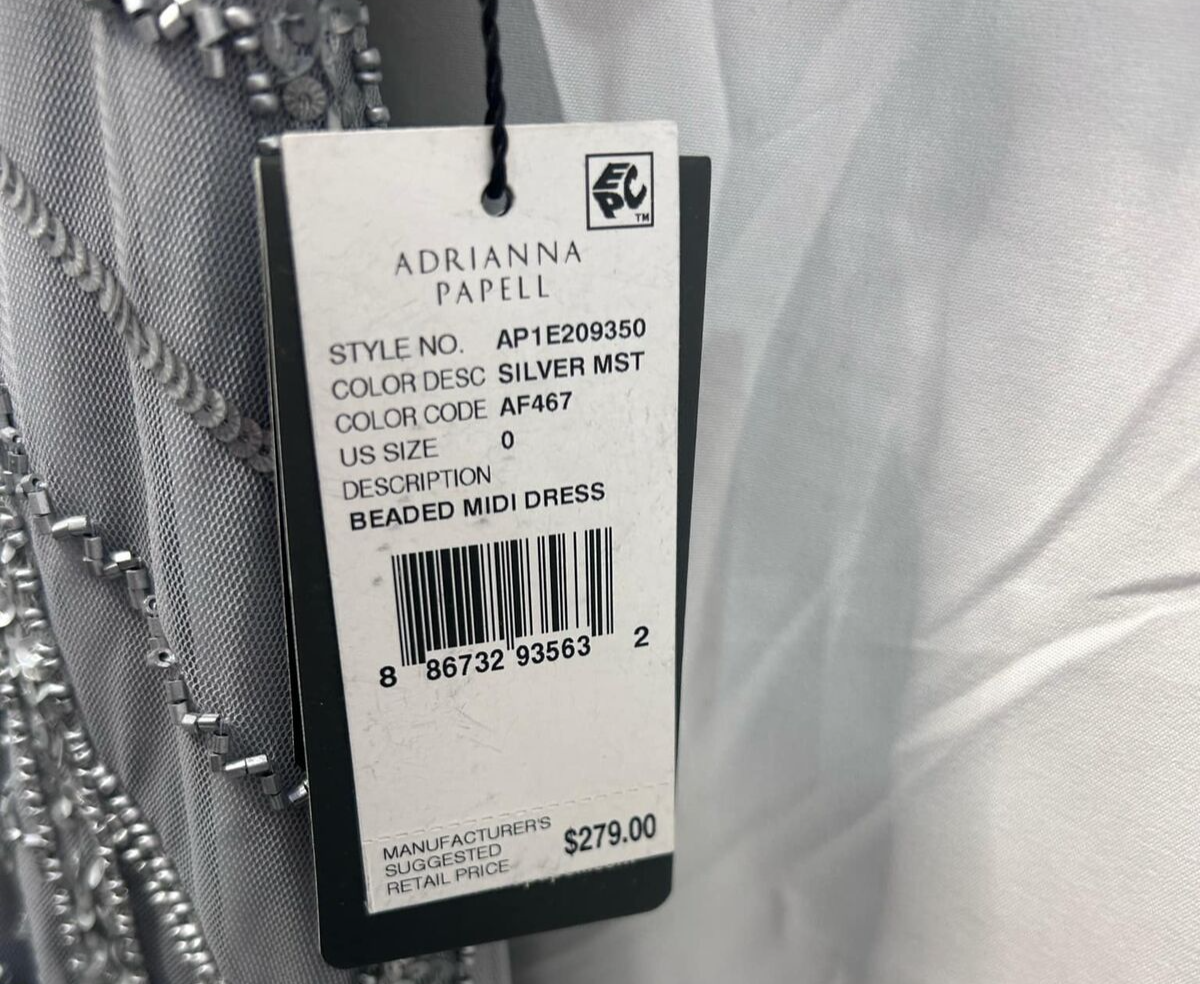 EPC
TM
ADRIANNA
PAPELL
STYLE NO. AP1E209350
COLOR DESC SILVER MST
COLOR CODE AF467
US SIZE 0
DESCRIPTION
BEADED MIDI DRESS
8 86732 93563 2
MANUFACTURER'S
SUGGESTED
RETAIL PRICE $279.00